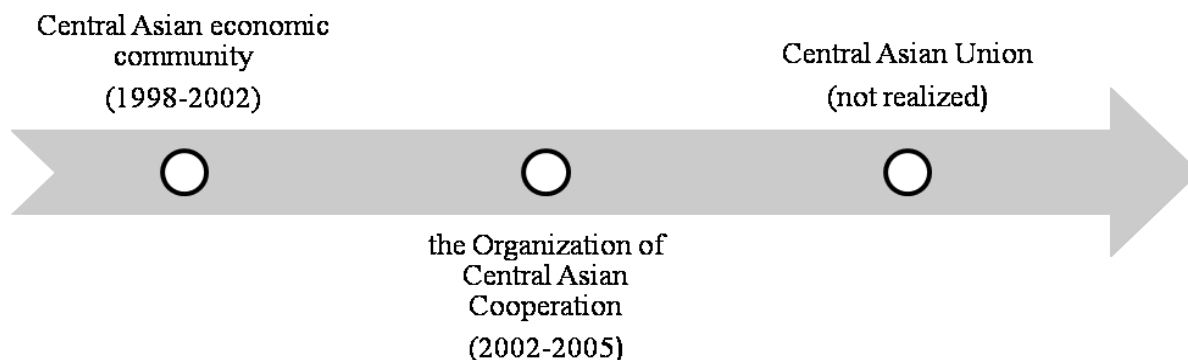 Central Asian economic
community
(1998-2002)
the Organization of
Central Asian
Cooperation
(2002-2005)
Central Asian Union
(not realized)